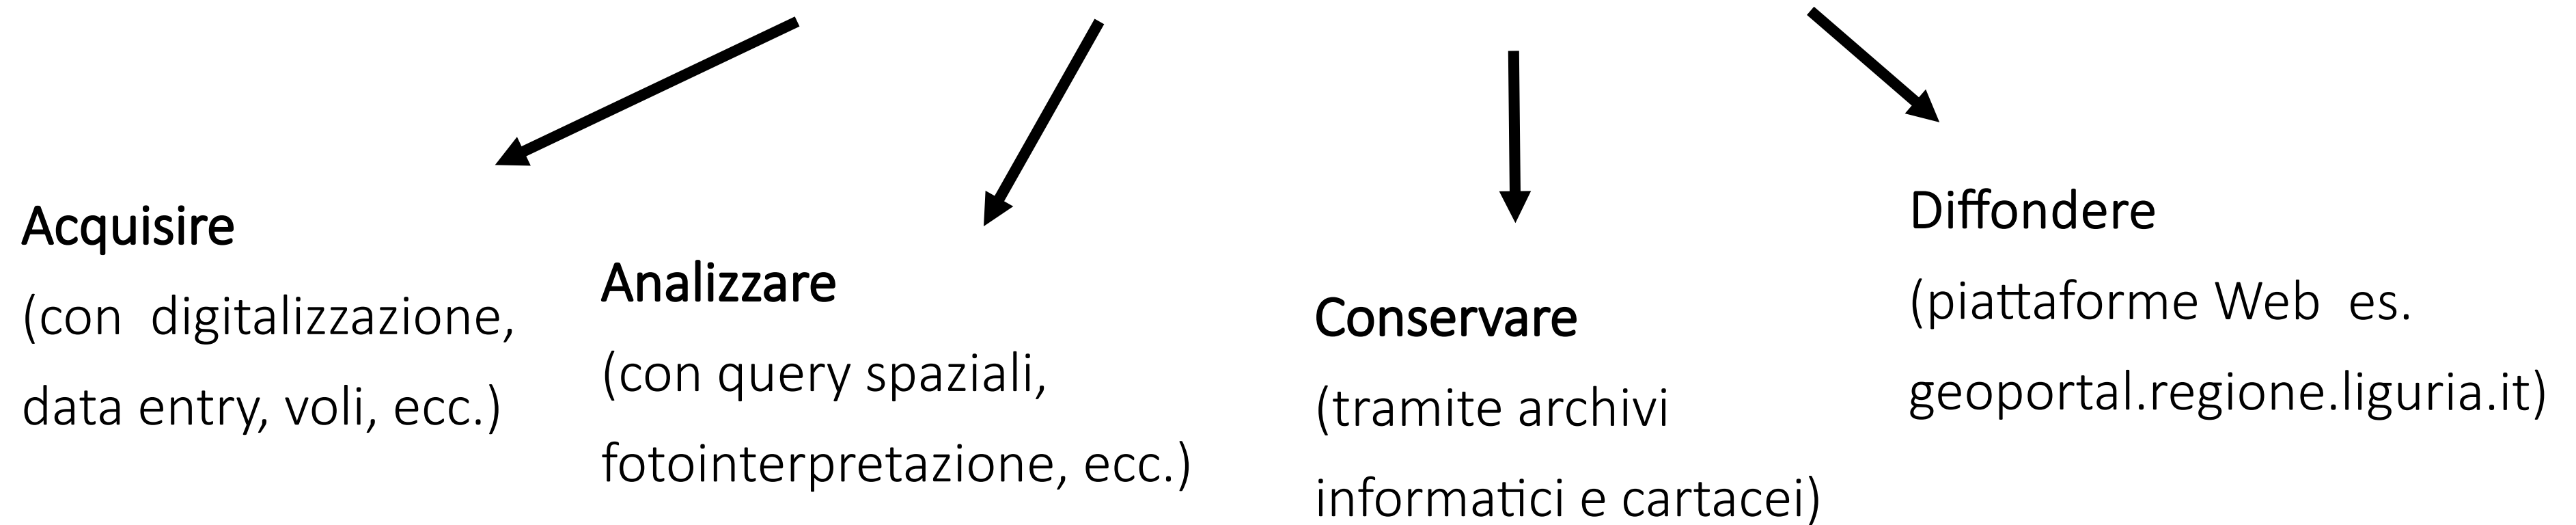 Acquisire
(con digitalizzazione,
data entry, voli, ecc.)
Analizzare
(con query spaziali,
fotointerpretazione, ecc.)
Conservare
(tramite archivi
informatici e cartacei)
Diffondere
(piattaforme Web es.
geoportal.regione.liguria.it)